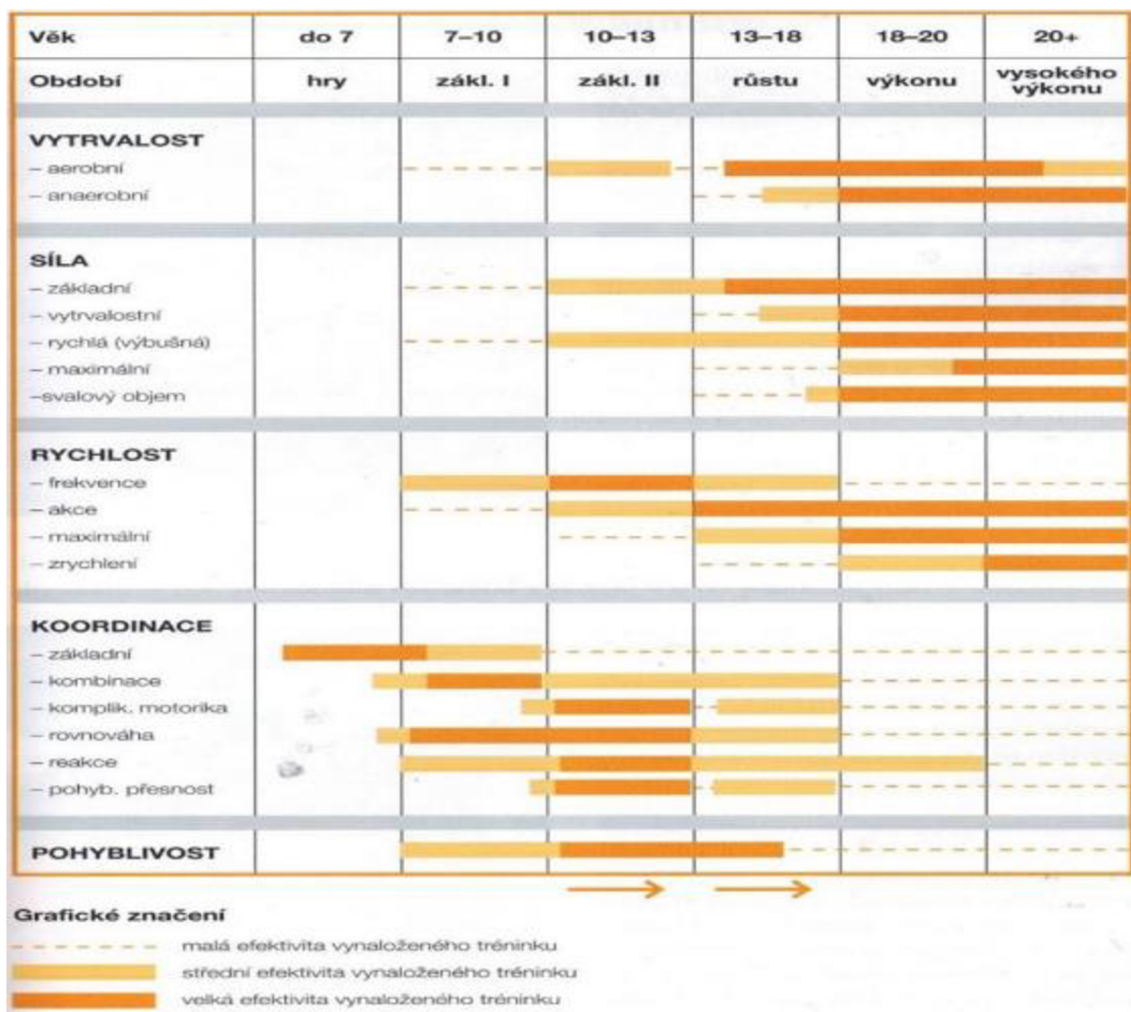 Věk do 7 7–10 10–13 13–18 18–20 20+
Období hry zákl. I zákl. II růstu výkonu vysokého výkonu
VYTRVALOST
– aerobní
– anaerobní
SÍLA
– základní
– vytrvalostní
– rychlá (výbušná)
– maximální
–svalový objem
RYCHLOST
– frekvence
– akce
– maximální
– zrychlení
KOORDINACE
– základní
– kombinace
– komplik. motorika
– rovnováha
– reakce
– pohyb. přesnost
POHYBLIVOST
Grafické značení
malá efektivita vynaloženého tréninku
střední efektivita vynaloženého tréninku
velká efektivita vynaloženého tréninku